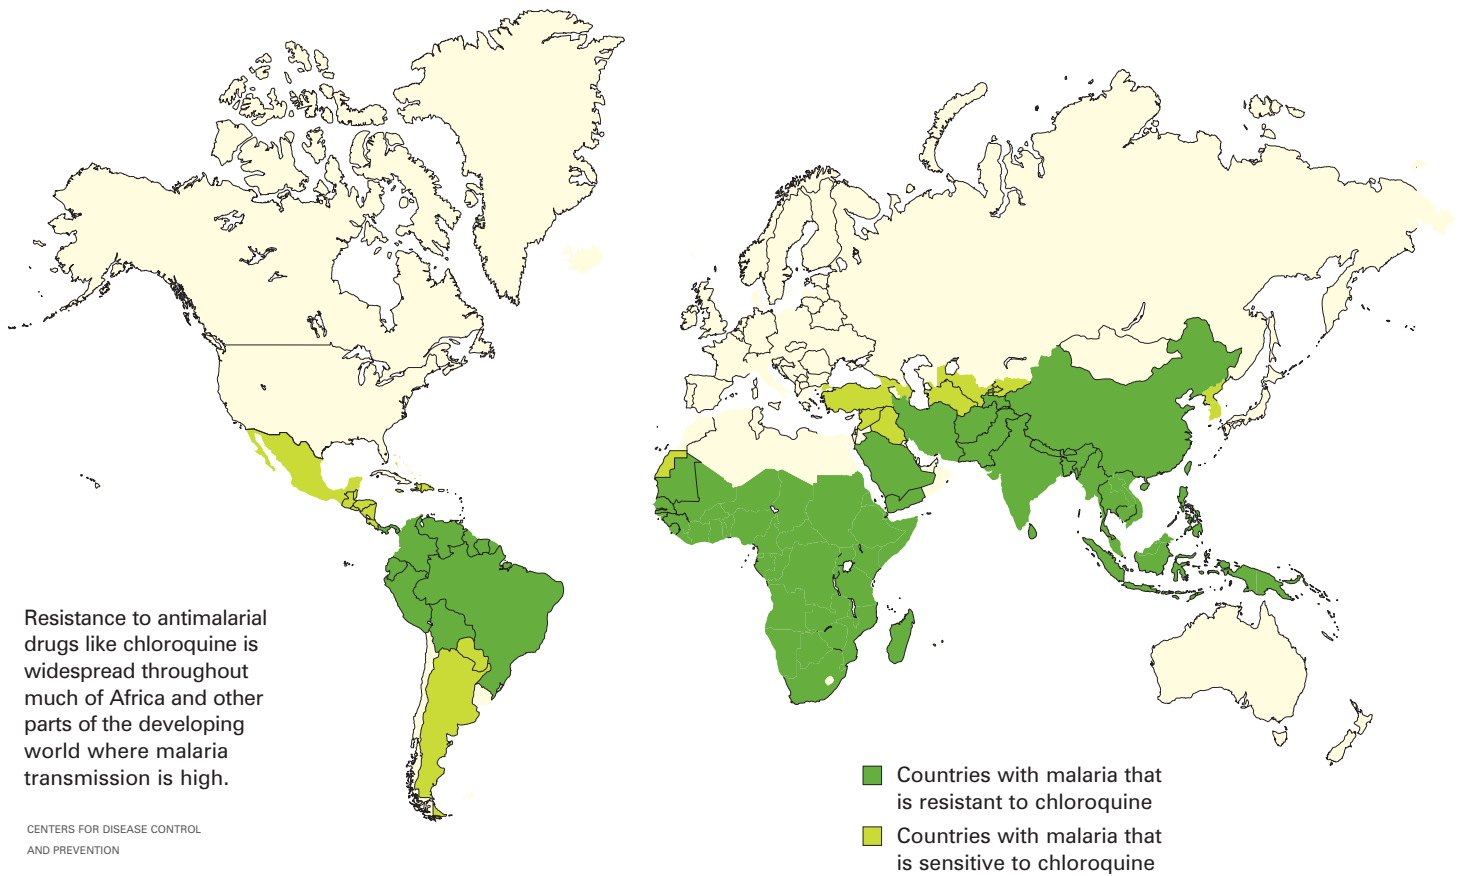 Resistance to antimalarial
drugs like chloroquine is
widespread throughout
much of Africa and other
parts of the developing
world where malaria
transmission is high.
CENTERS FOR DISEASE CONTROL
AND PREVENTION
Countries with malaria that
is resistant to chloroquine
Countries with malaria that
is sensitive to chloroquine